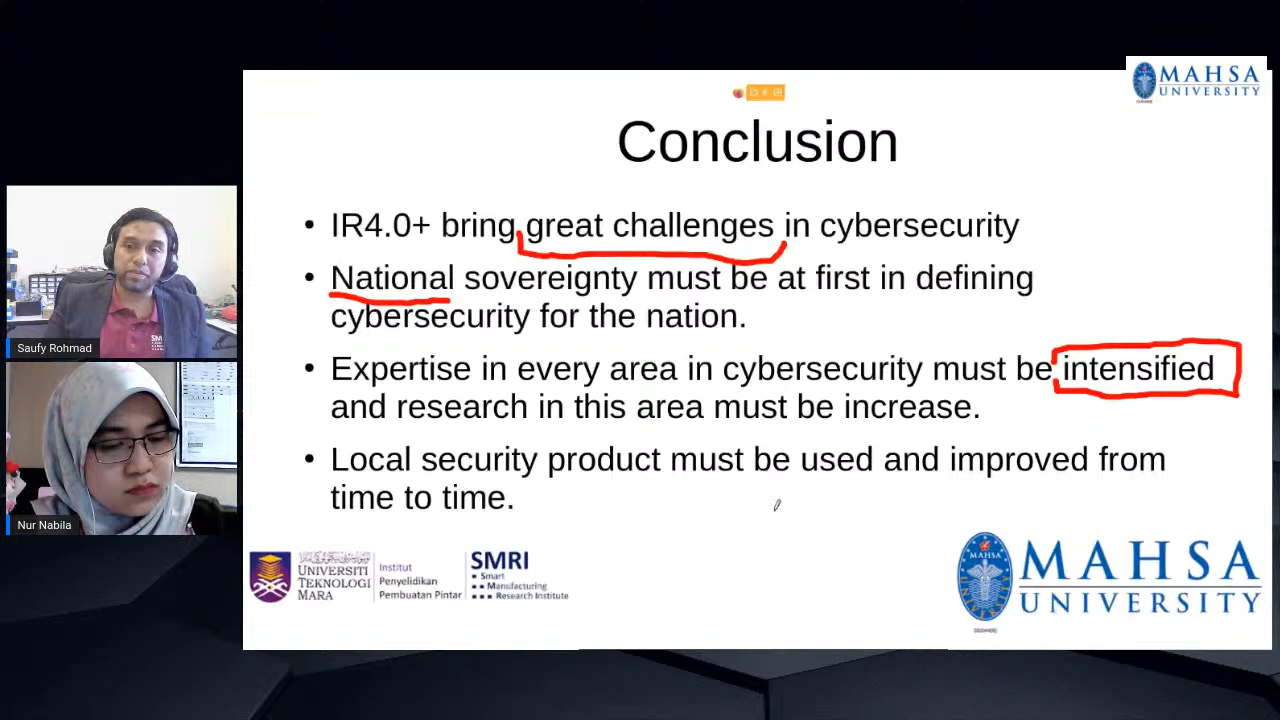 MAHSA
UNIVERSITY
Conclusion
• IR4.0+ bring great challenges in cybersecurity
• National sovereignty must be at first in defining
cybersecurity for the nation.
• Expertise in every area in cybersecurity must be intensified
and research in this area must be increase.
• Local security product must be used and improved from
time to time.
Saufy Rohmad
Nur Nabila
UNIVERSITI
TEKNOLOGI
MARA
Institut
Penyelidikan
Pembuatan Pintar
SMRI
Smart
Manufacturing
Research Institute
MAHSA
UNIVERSITY